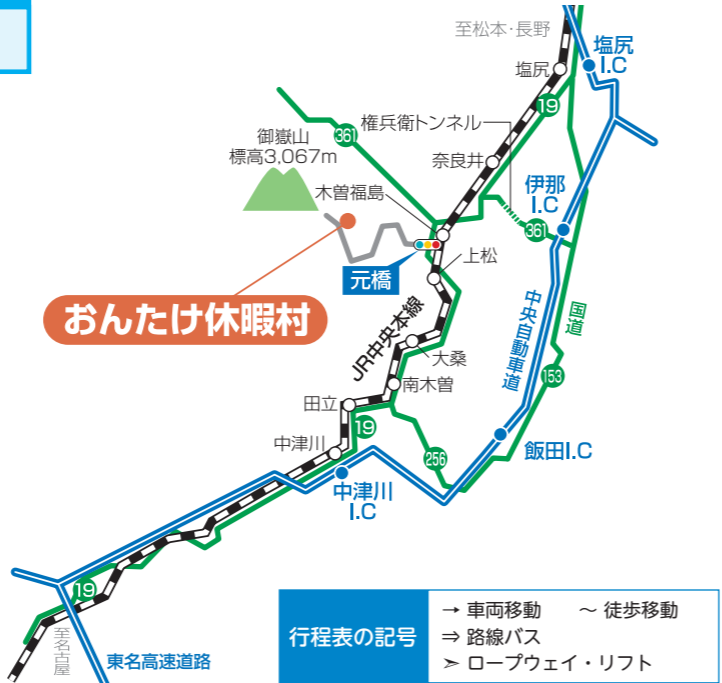 至松本・長野
塩尻
I.C
塩尻
19
権兵衛トンネル
361
御嶽山
標高3,067m
奈良井
木曽福島
伊那
I.C
361
上松
元橋
おんたけ休暇村
JR中央本線
中央自動車道
国道
大桑
153
南木曽
田立
19
中津川
256
飯田I.C
中津川
I.C
19
至名古屋
東名高速道路
行程表の記号
→ 車両移動 ～ 徒歩移動
⇒ 路線バス
➢ ロープウェイ・リフト